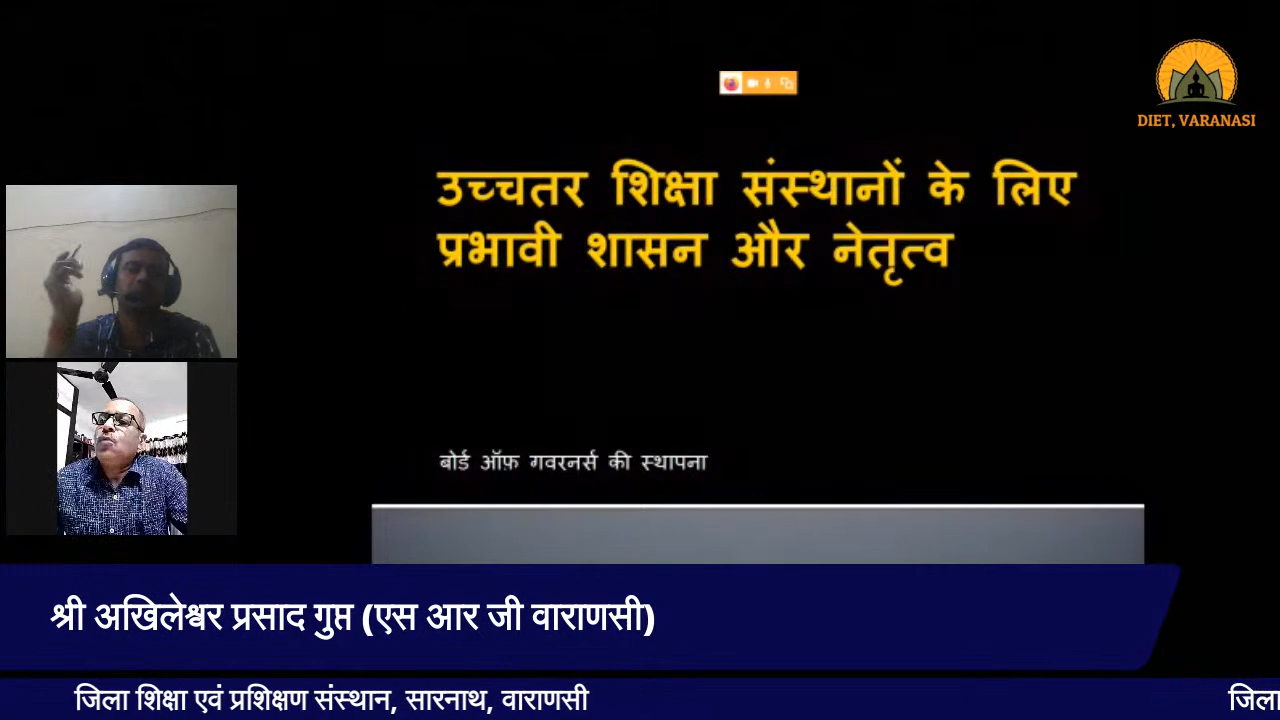 DIET, VARANASI
उच्चतर शिक्षा संस्थानों के लिए
प्रभावी शासन और नेतृत्व
बोर्ड ऑफ़ गवरनर्स की स्थापना
श्री अखिलेश्वर प्रसाद गुप्त (एस आर जी वाराणसी)
जिला शिक्षा एवं प्रशिक्षण संस्थान, सारनाथ, वाराणसी
जिला